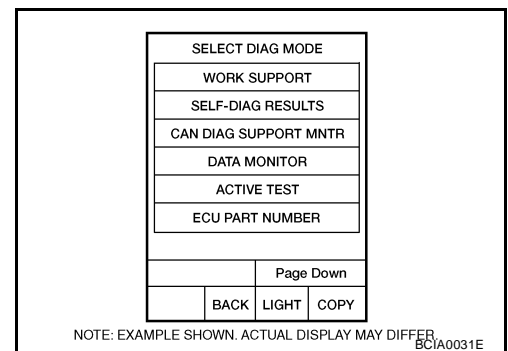 SELECT DIAG MODE
WORK SUPPORT
SELF-DIAG RESULTS
CAN DIAG SUPPORT MNTR
DATA MONITOR
ACTIVE TEST
ECU PART NUMBER
Page Down
BACK LIGHT COPY
NOTE: EXAMPLE SHOWN. ACTUAL DISPLAY MAY DIFFER.
BCIA0031E